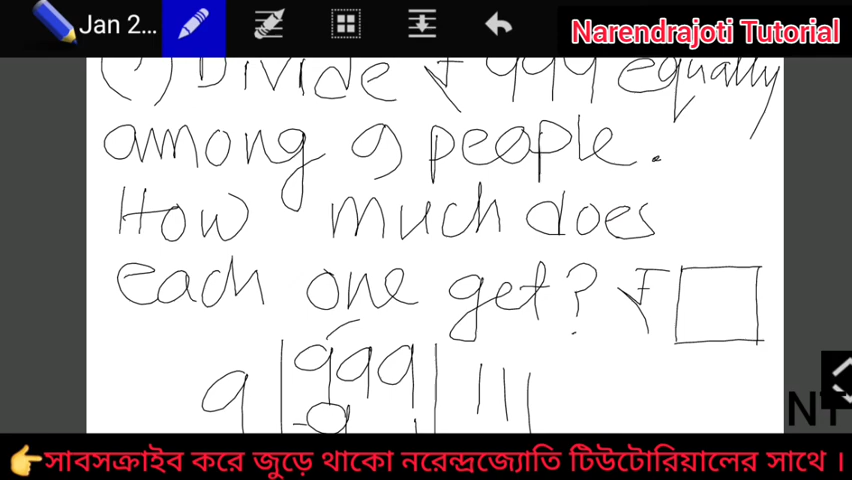 Jan 2...
Narendrajoti Tutorial
(c) Divide ₹ 999 equally
among 9 people.
How much does
each one get? ₹
9 999 111
-9
NT
👉সাবসক্রাইব করে জুড়ে থাকো নরেন্দ্রজ্যোতি টিউটোরিয়ালের সাথে ।